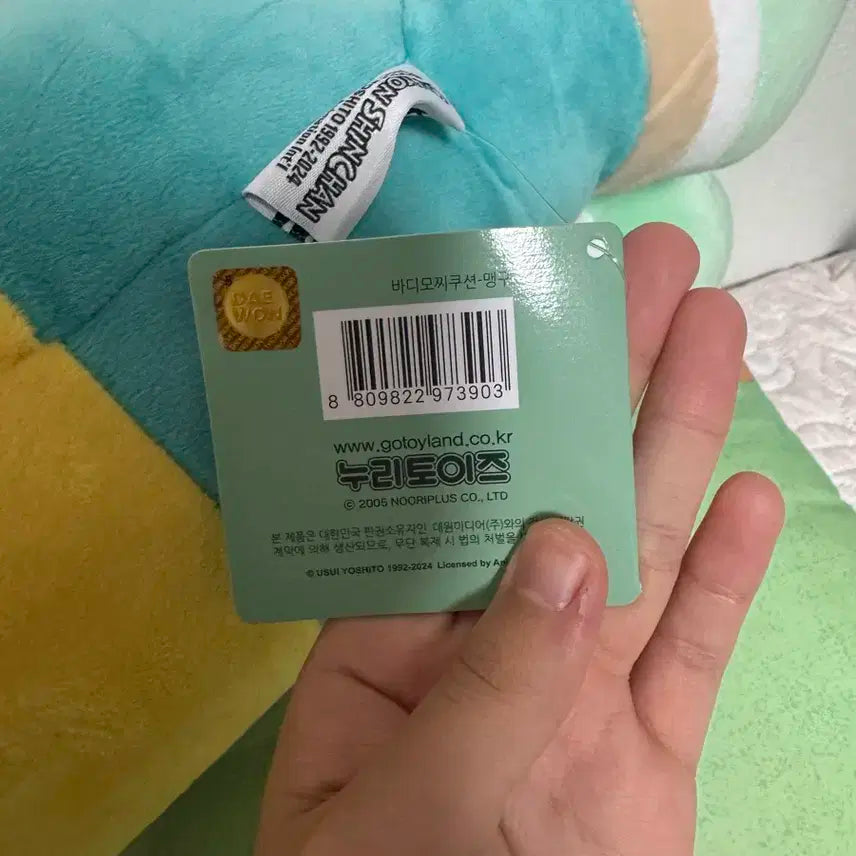 SHINCHAN
1992-2024
DAE
WON
바디모찌쿠션-맹구
8 809822 973903
www.gotoyland.co.kr
누리토이즈
© 2005 NOORIPLUS CO., LTD
본 제품은 대한민국 판권소유자인 대원미디어(주)와의
계약에 의해 생산되므로, 무단 복제 시 법의 처벌을
© USUI YOSHITO 1992-2024 Licensed by